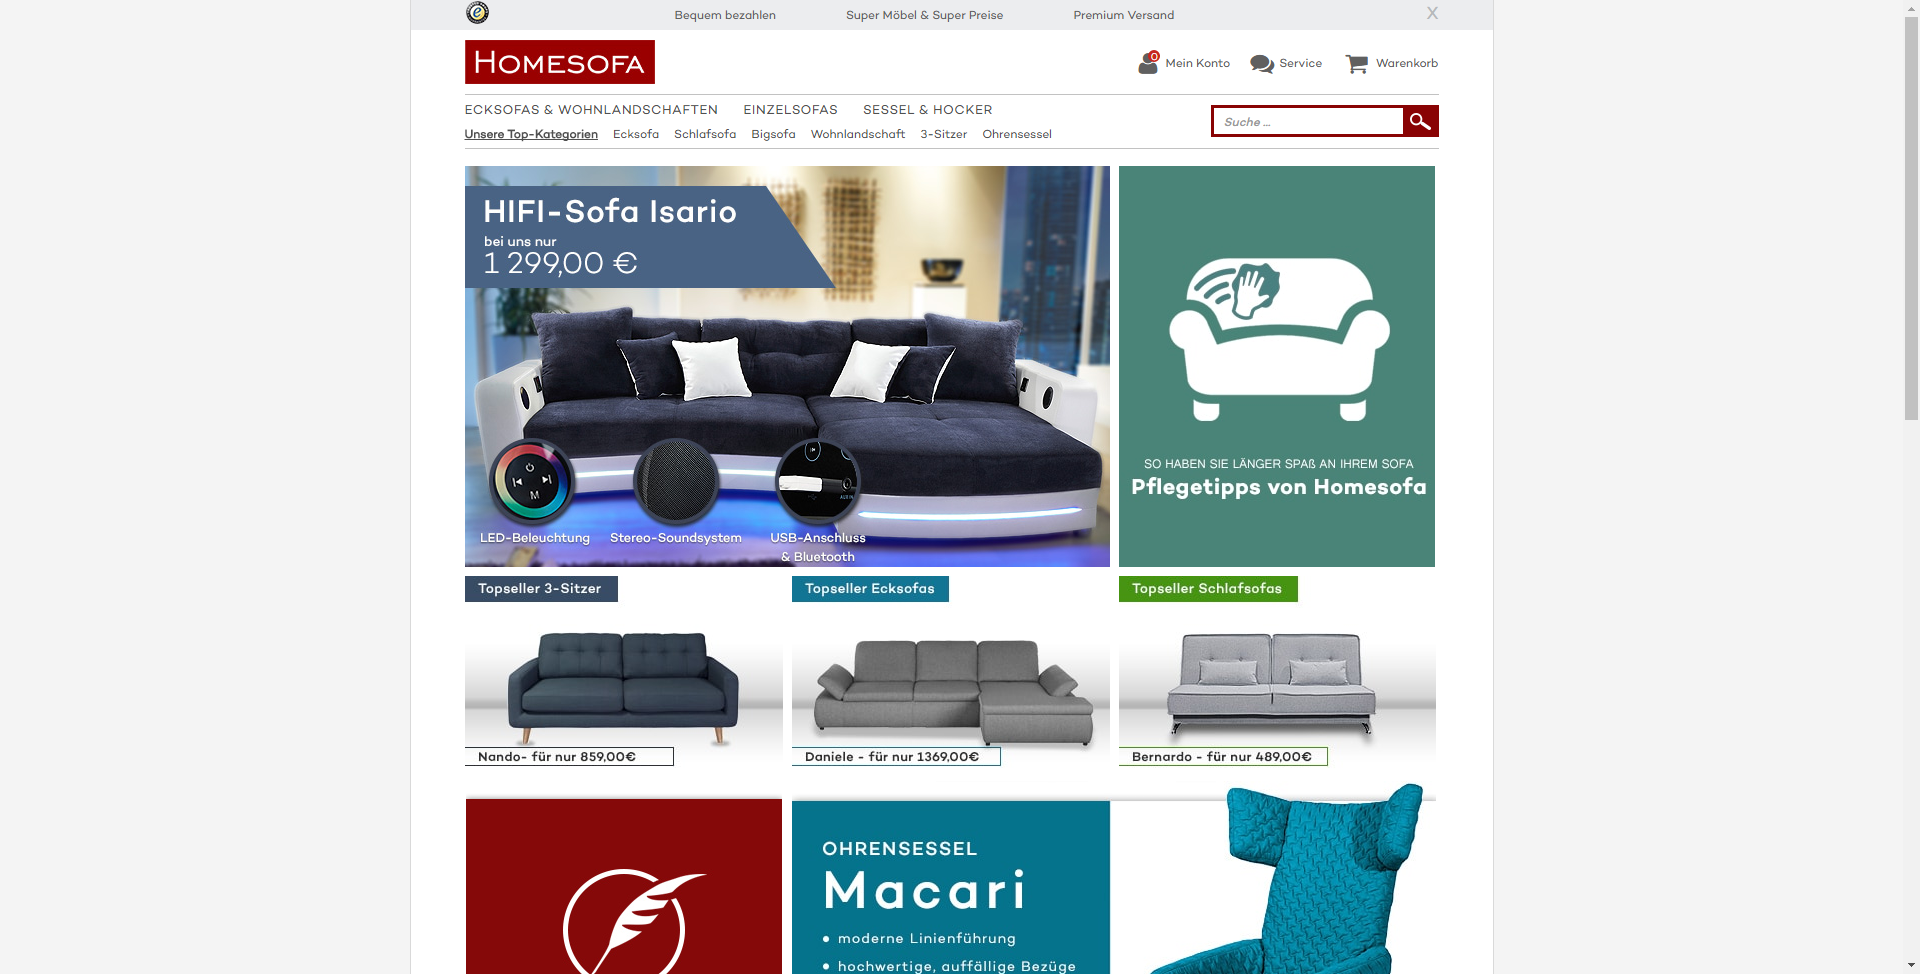 Bequem bezahlen
Super Möbel & Super Preise
Premium Versand
X
HOMESOFA
0
Mein Konto
Service
Warenkorb
ECKSOFAS & WOHNLANDSCHAFTEN
EINZELSOFAS
SESSEL & HOCKER
Unsere Top-Kategorien
Ecksofa
Schlafsofa
Bigsofa
Wohnlandschaft
3-Sitzer
Ohrensessel
Suche ...
HIFI-Sofa Isario
bei uns nur
1 299,00 €
M
AUX IN
LED-Beleuchtung
Stereo-Soundsystem
USB-Anschluss
& Bluetooth
SO HABEN SIE LÄNGER SPAß AN IHREM SOFA
Pflegetipps von Homesofa
Topseller 3-Sitzer
Nando- für nur 859,00€
Topseller Ecksofas
Daniele - für nur 1369,00€
Topseller Schlafsofas
Bernardo - für nur 489,00€
OHRENSESSEL
Macari
• moderne Linienführung
• hochwertige, auffällige Bezüge